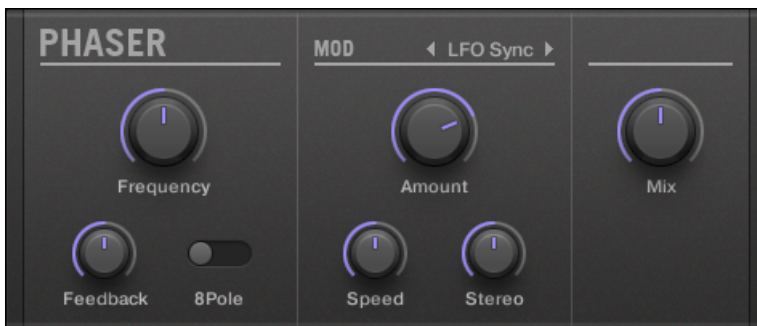 PHASER
MOD
LFO Sync
Frequency
Amount
Mix
Feedback
8Pole
Speed
Stereo